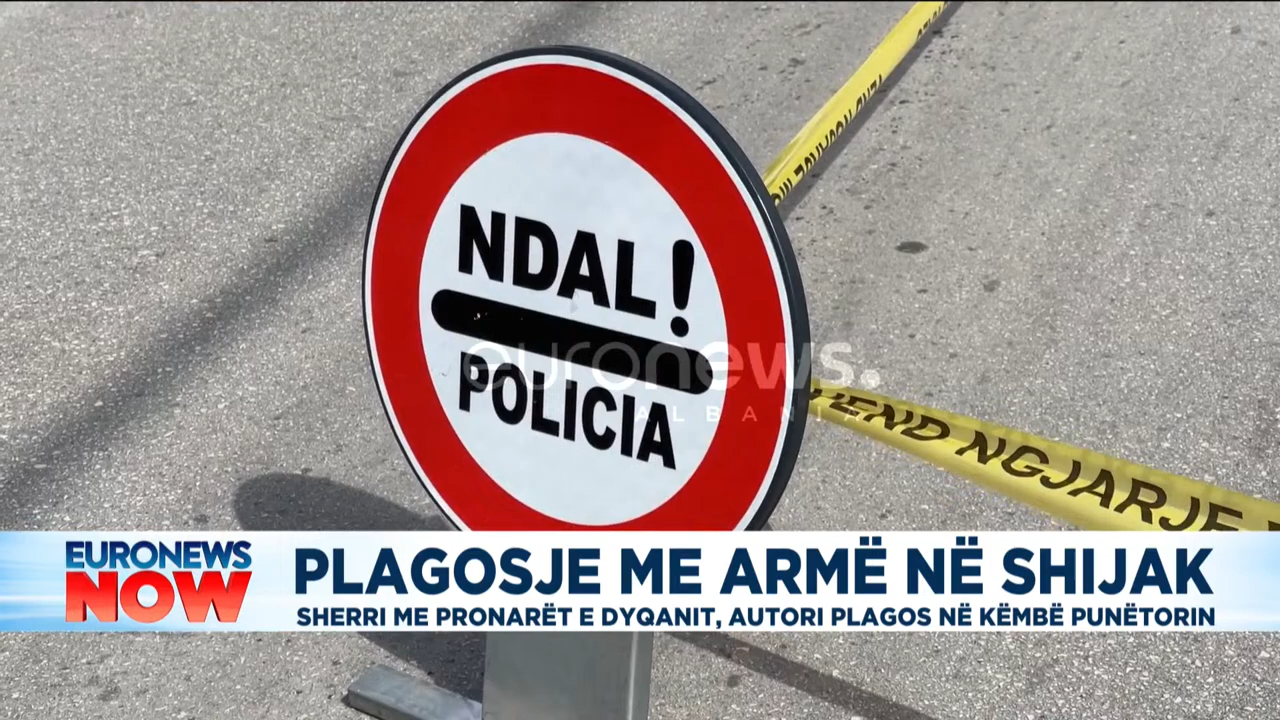 NDAL!
POLICIA
euronews.
ALBANIA
VEND NGJARJE
EURONEWS
NOW
PLAGOSJE ME ARMË NË SHIJAK
SHERRI ME PRONARËT E DYQANIT, AUTORI PLAGOS NË KËMBË PUNËTORIN